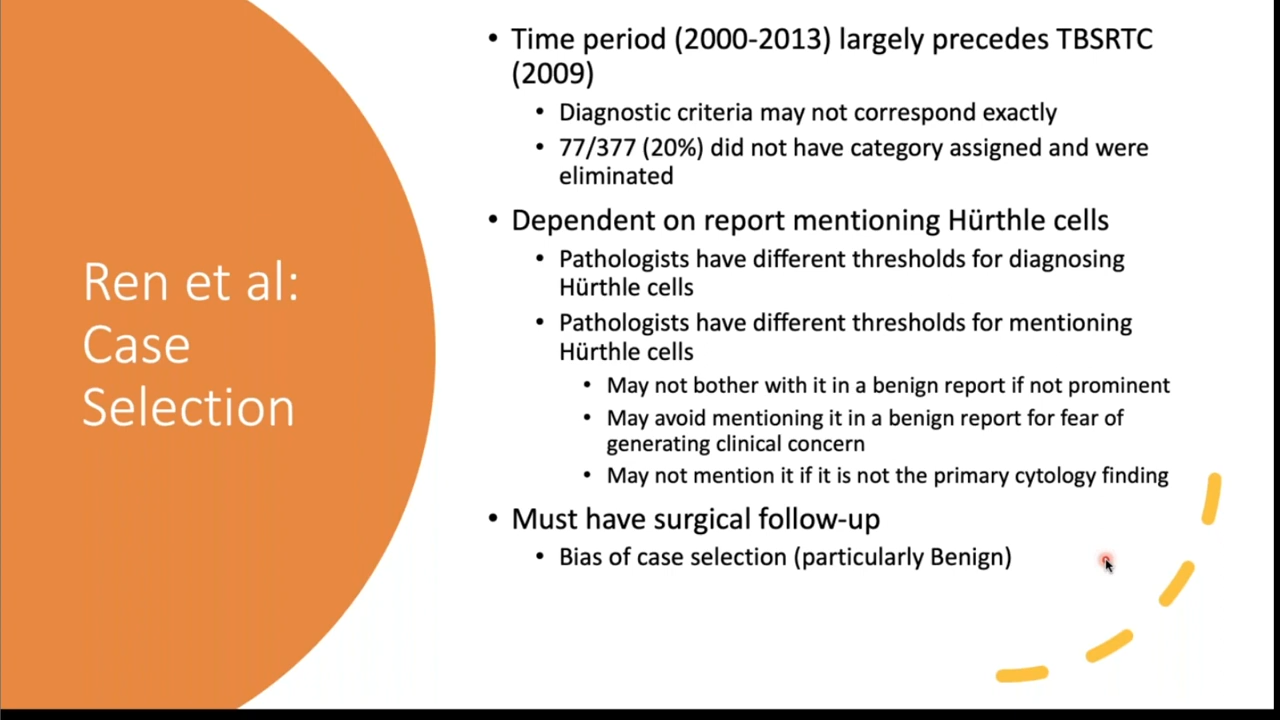 Ren et al:
Case
Selection
• Time period (2000-2013) largely precedes TBSRTC
(2009)
• Diagnostic criteria may not correspond exactly
• 77/377 (20%) did not have category assigned and were
eliminated
• Dependent on report mentioning Hürthle cells
• Pathologists have different thresholds for diagnosing
Hürthle cells
• Pathologists have different thresholds for mentioning
Hürthle cells
• May not bother with it in a benign report if not prominent
• May avoid mentioning it in a benign report for fear of
generating clinical concern
• May not mention it if it is not the primary cytology finding
• Must have surgical follow-up
• Bias of case selection (particularly Benign)